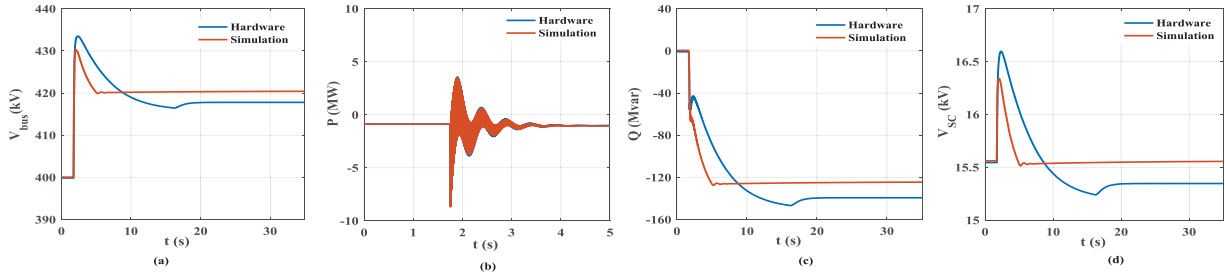 440
430
420
410
400
390
V_bus(kV)
0
10
20
30
t (s)
Hardware
Simulation
(a)
10
5
0
-5
-10
P (MW)
0
1
2
3
4
5
t (s)
Hardware
Simulation
(b)
40
0
-40
-80
-120
-160
Q (Mvar)
0
10
20
30
t (s)
Hardware
Simulation
(c)
17
16.5
16
15.5
15
V_SC (kV)
0
10
20
30
t (s)
Hardware
Simulation
(d)